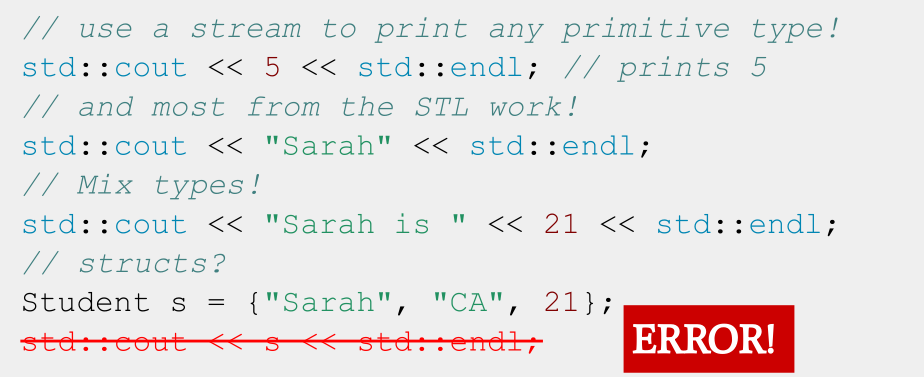 // use a stream to print any primitive type!
std::cout << 5 << std::endl; // prints 5
// and most from the STL work!
std::cout << "Sarah" << std::endl;
// Mix types!
std::cout << "Sarah is " << 21 << std::endl;
// structs?
Student s = {"Sarah", "CA", 21};
std::cout << s << std::endl;
ERROR!